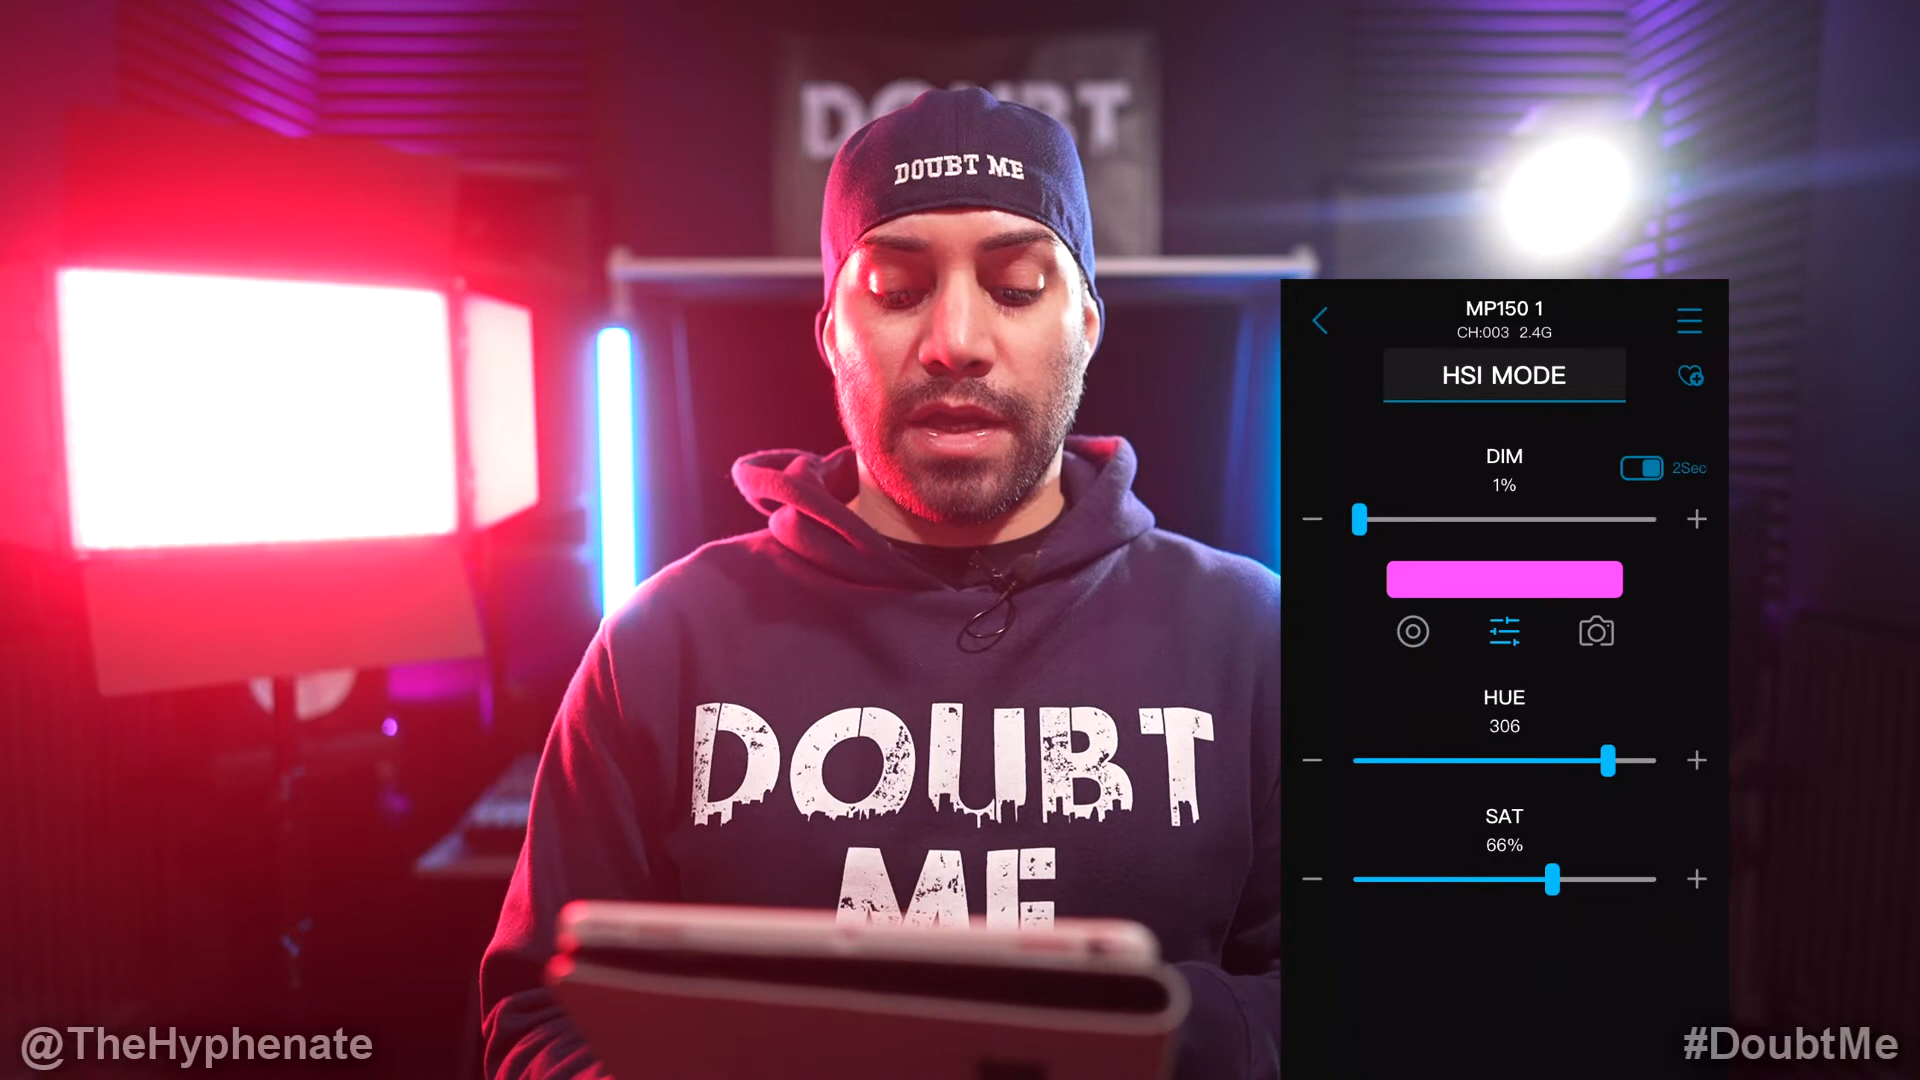 DOUBT
DOUBT ME
DOUBT
ME
MP150 1
CH:003 2.4G
HSI MODE
DIM
2Sec
1%
HUE
306
SAT
66%
@TheHyphenate
#DoubtMe